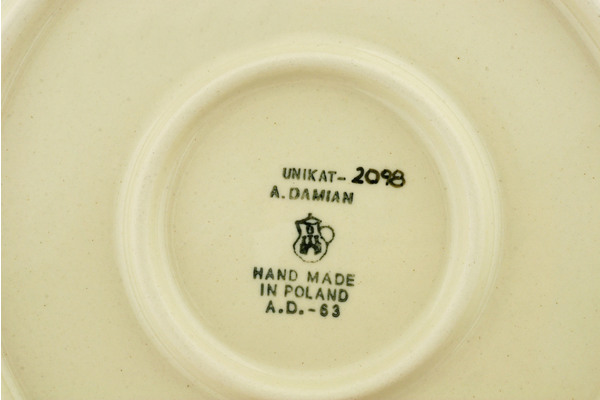 UNIKAT-2098
A.DAMIAN
HAND MADE
IN POLAND
A.D.-63